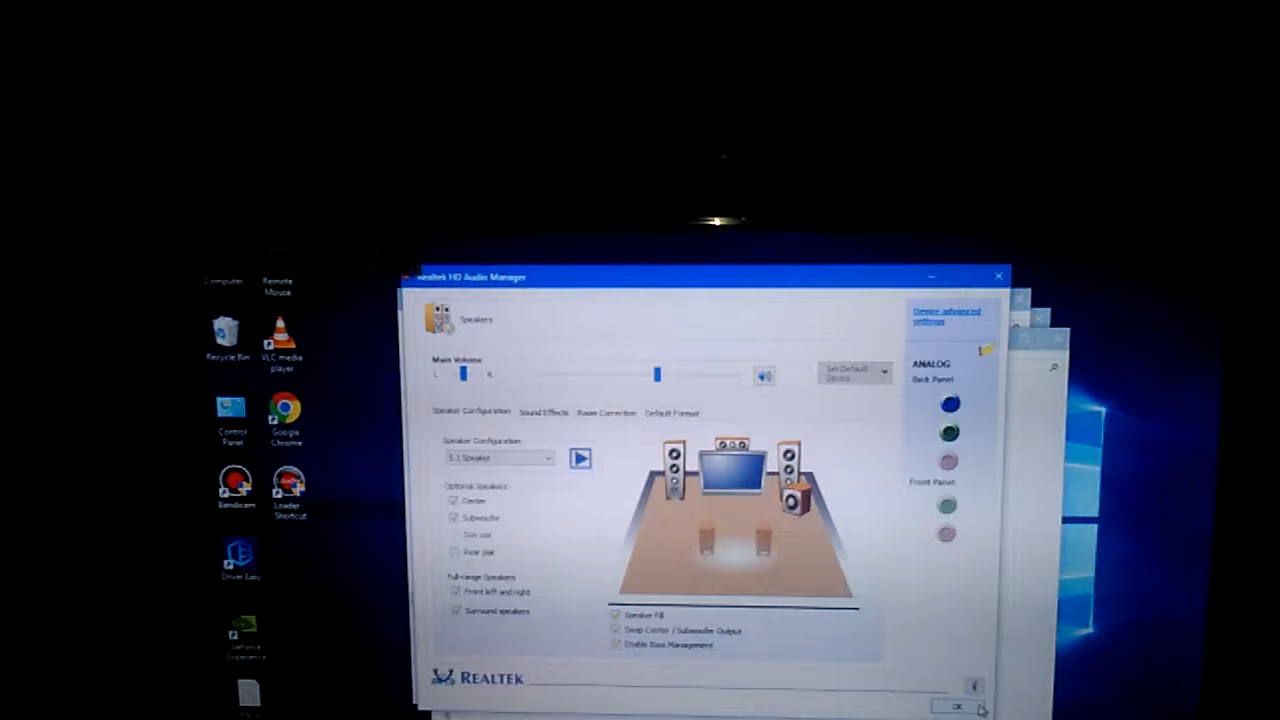 Computer
Remote
Mouse
Recycle Bin
VLC media
player
Control
Panel
Google
Chrome
Bandicam
Loader
Shortcut
Driver Easy
GeForce
Experience
Realtek HD Audio Manager
Speakers
Device advanced
settings
Main Volume
L
R
Set Default
Device
ANALOG
Back Panel
Speaker Configuration
Sound Effects
Room Correction
Default Format
Speaker Configuration
5.1 Speaker
Optional Speakers
Center
Subwoofer
Side pair
Rear pair
Front Panel
Full-range Speakers
Front left and right
Surround speakers
Speaker Fill
Swap Center / Subwoofer Output
Enable Bass Management
REALTEK
OK